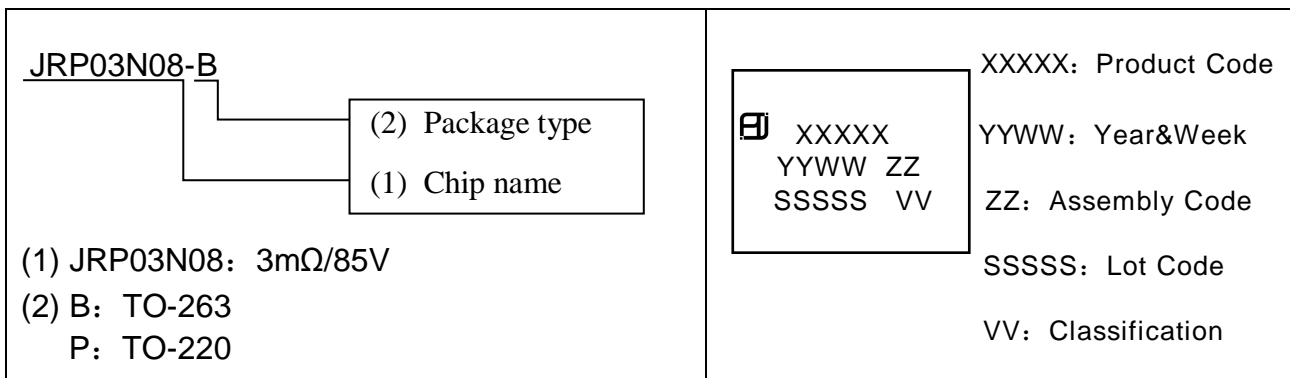 JRP03N08-B
(2) Package type
(1) Chip name
(1) JRP03N08：3mΩ/85V
(2) B：TO-263
P：TO-220
XXXXX
YYWW ZZ
SSSSS VV
XXXXX：Product Code
YYWW：Year&Week
ZZ：Assembly Code
SSSSS：Lot Code
VV：Classification